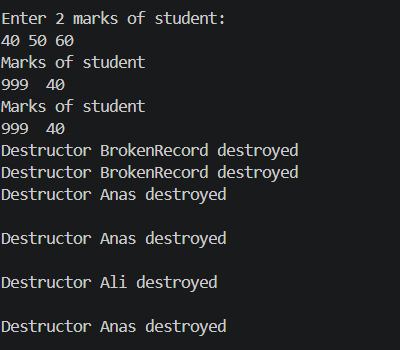 Enter 2 marks of student:
40 50 60
Marks of student
999  40
Marks of student
999  40
Destructor BrokenRecord destroyed
Destructor BrokenRecord destroyed
Destructor Anas destroyed
Destructor Anas destroyed
Destructor Ali destroyed
Destructor Anas destroyed